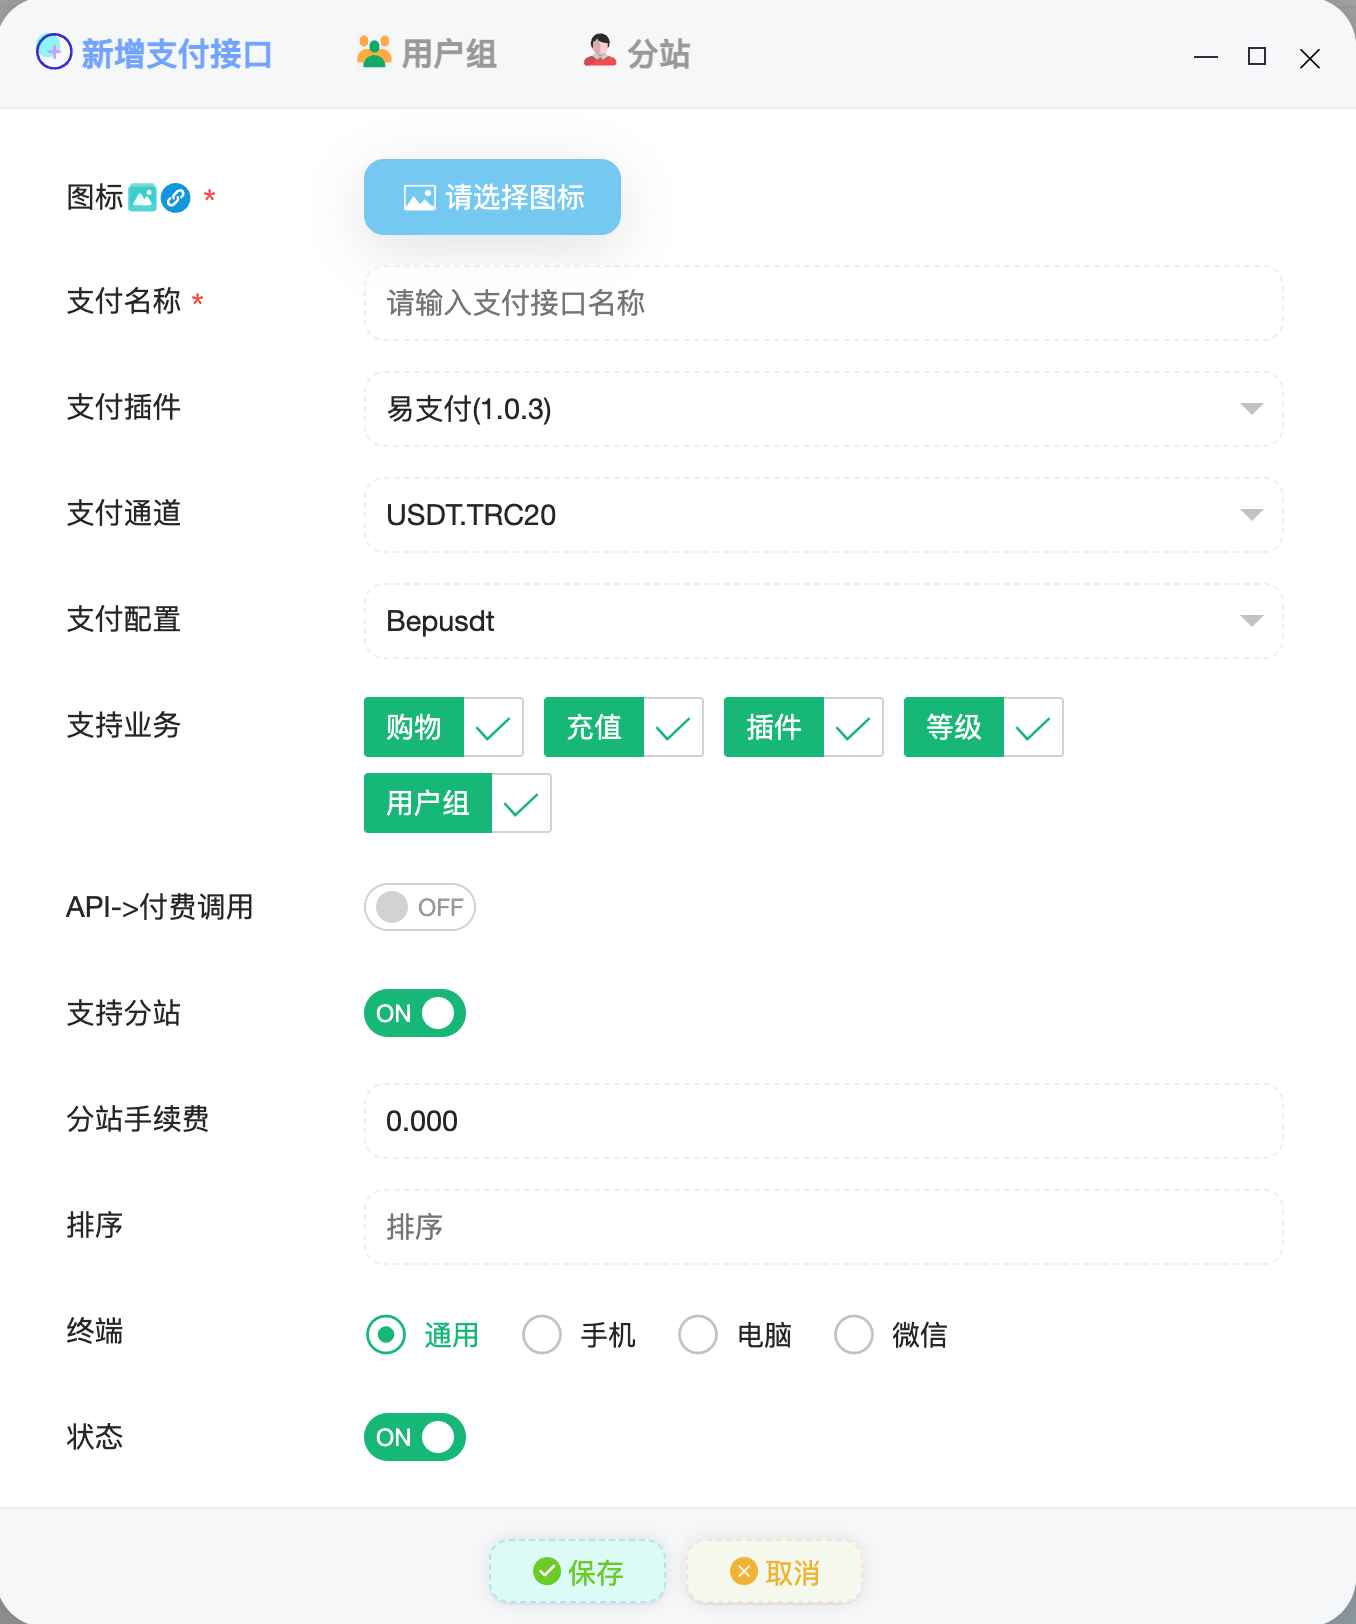 新增支付接口 用户组 分站
图标 * 请选择图标
支付名称 * 请输入支付接口名称
支付插件 易支付(1.0.3)
支付通道 USDT.TRC20
支付配置 Bepusdt
支持业务 购物 充值 插件 等级
用户组
API->付费调用 OFF
支持分站 ON
分站手续费 0.000
排序 排序
终端 通用 手机 电脑 微信
状态 ON
保存 取消